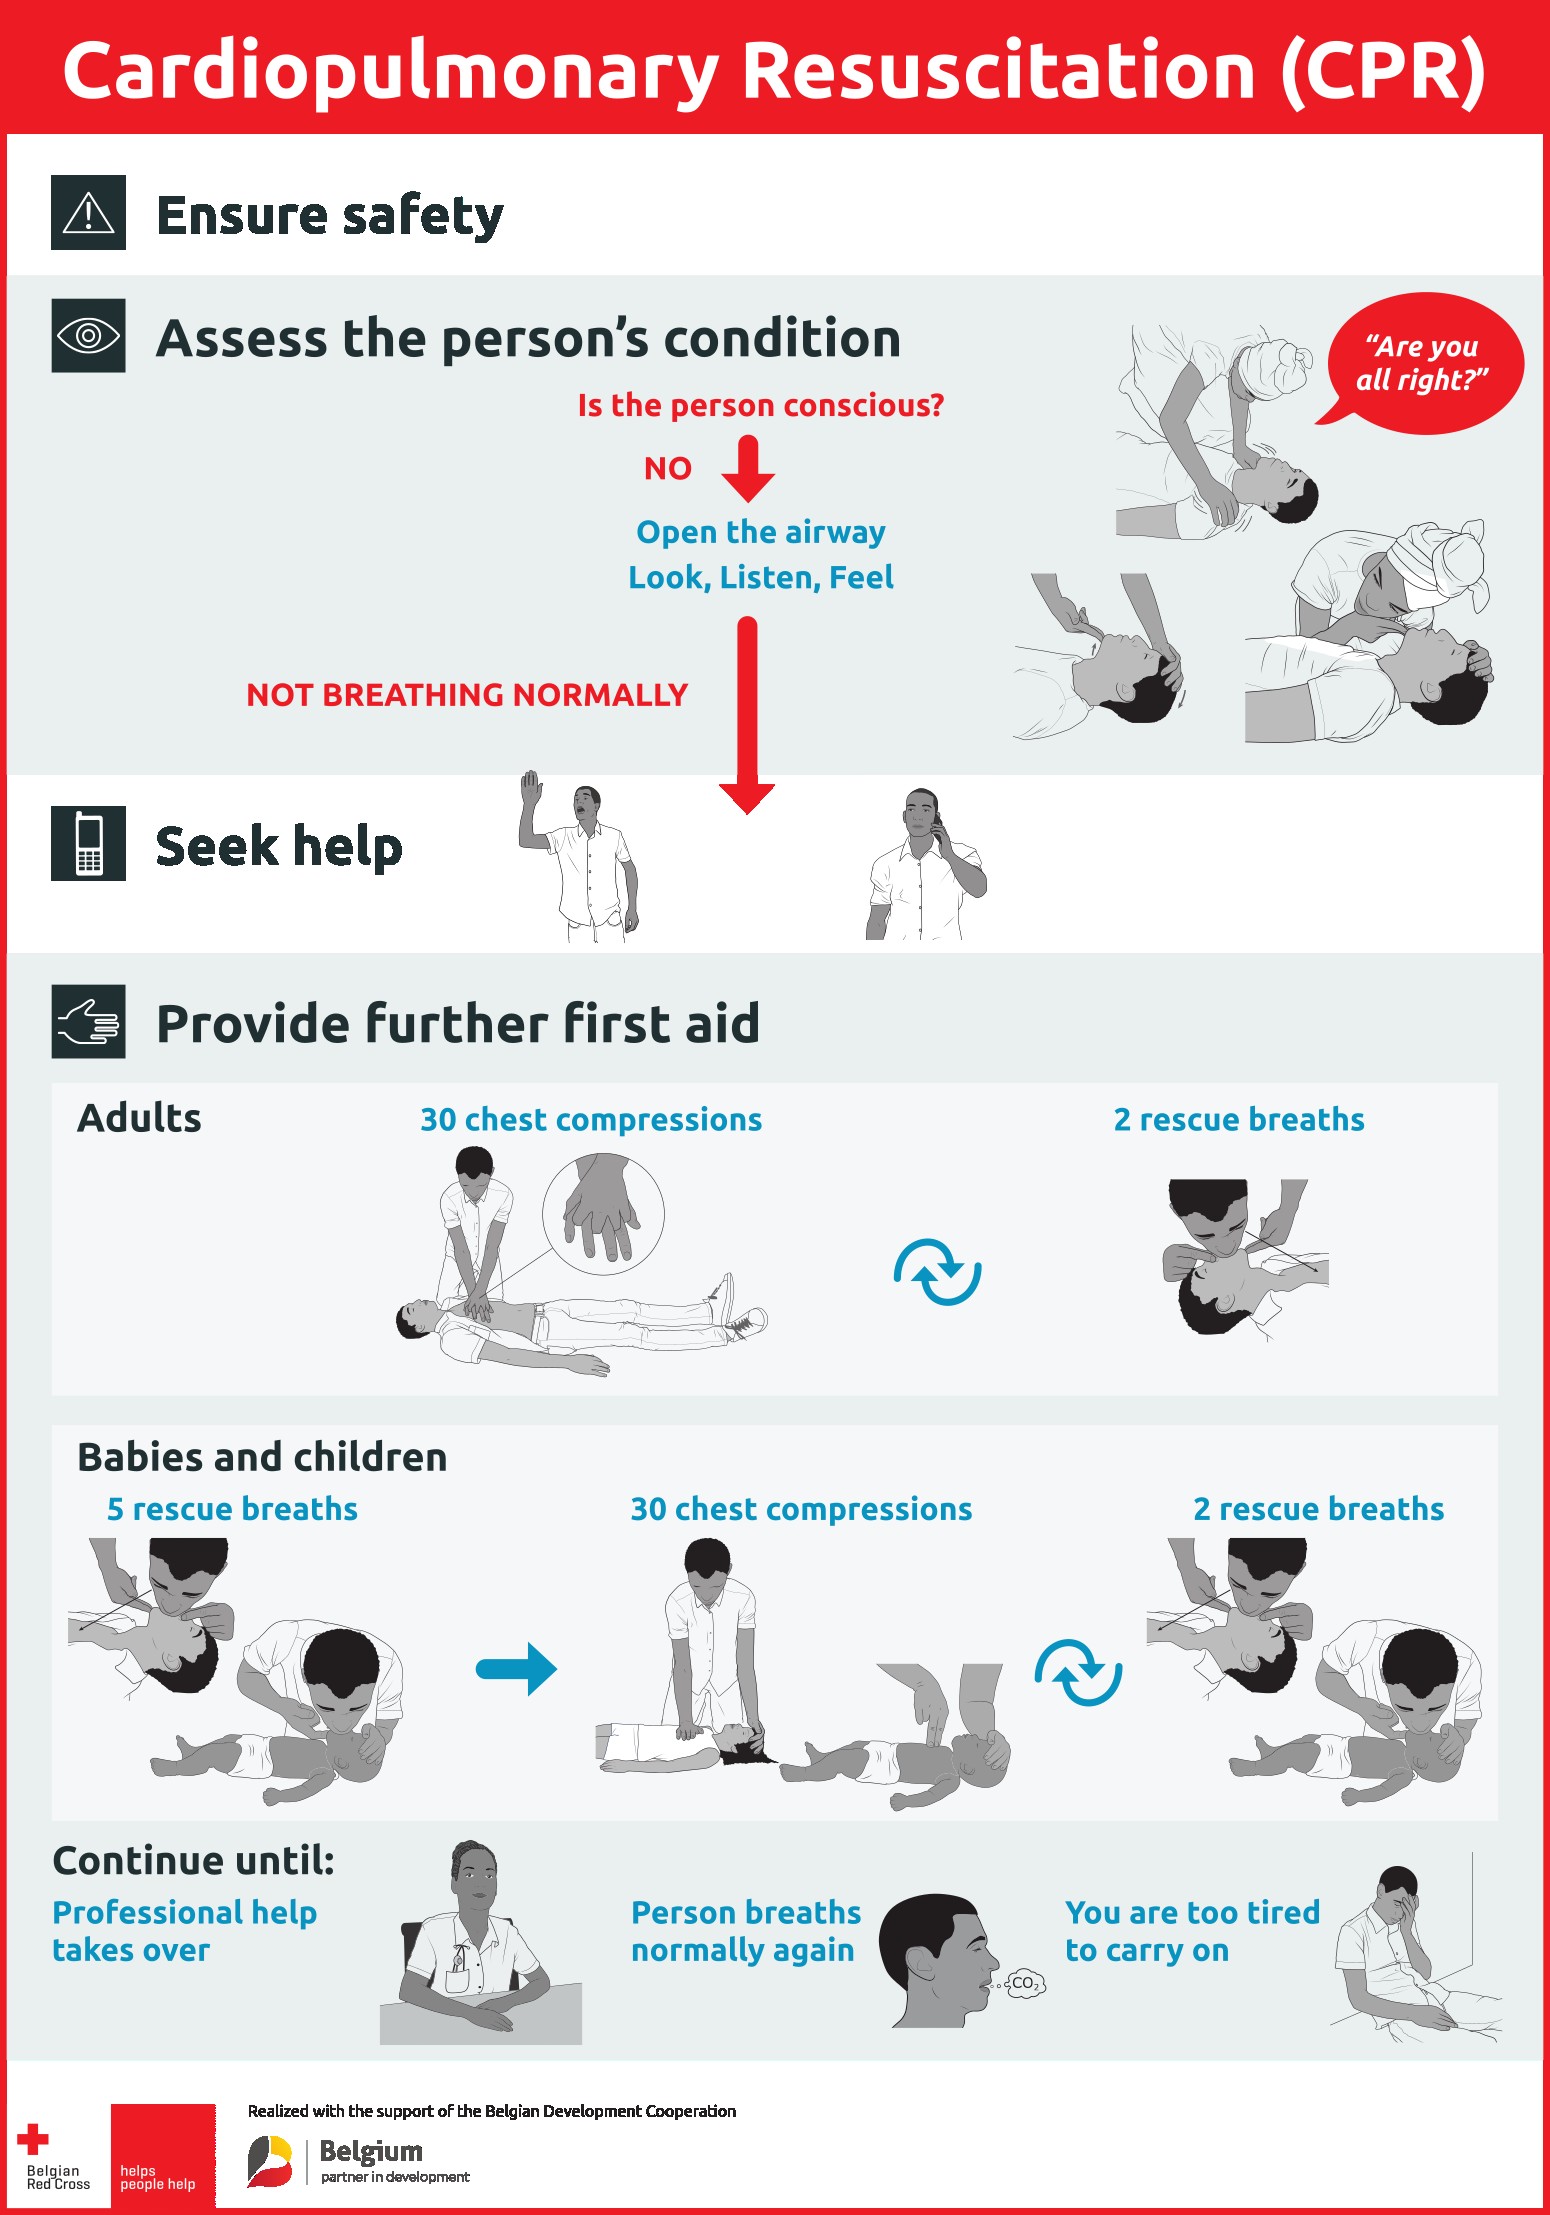 Cardiopulmonary Resuscitation (CPR)
Ensure safety
Assess the person's condition
"Are you
all right?"
Is the person conscious?
NO
Open the airway
Look, Listen, Feel
NOT BREATHING NORMALLY
Seek help
Provide further first aid
Adults
30 chest compressions
2 rescue breaths
Babies and children
5 rescue breaths
30 chest compressions
2 rescue breaths
Continue until:
Professional help
takes over
Person breaths
normally again
CO₂
You are too tired
to carry on
Realized with the support of the Belgian Development Cooperation
Belgian
Red Cross
helps
people help
Belgium
partner in development